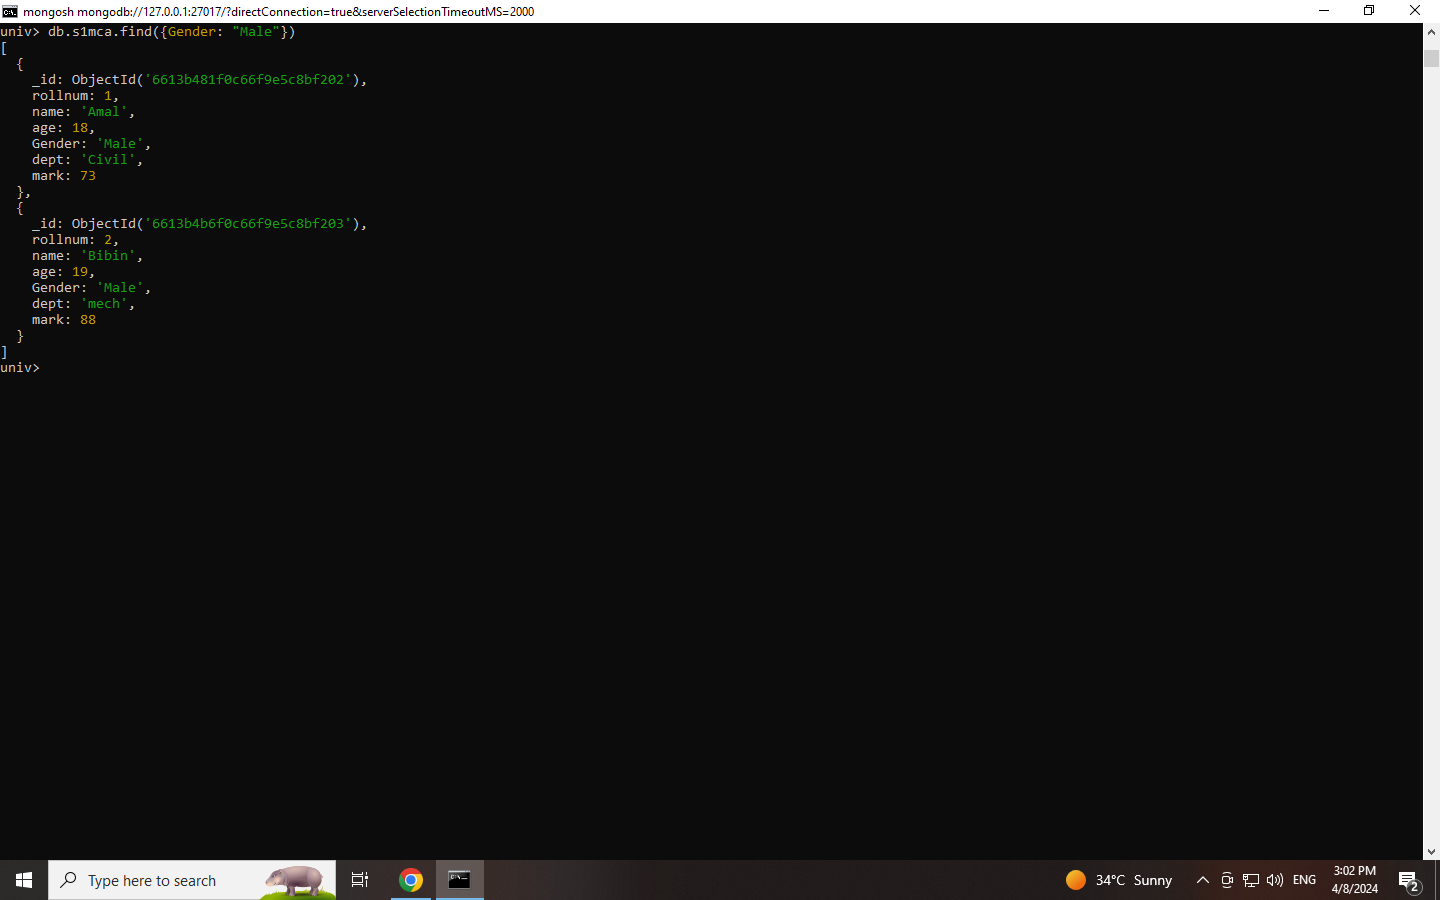 mongosh mongodb://127.0.0.1:27017/?directConnection=true&serverSelectionTimeoutMS=2000
univ> db.s1mca.find({Gender: "Male"})
[
  {
    _id: ObjectId('6613b481f0c66f9e5c8bf202'),
    rollnum: 1,
    name: 'Amal',
    age: 18,
    Gender: 'Male',
    dept: 'Civil',
    mark: 73
  },
  {
    _id: ObjectId('6613b4b6f0c66f9e5c8bf203'),
    rollnum: 2,
    name: 'Bibin',
    age: 19,
    Gender: 'Male',
    dept: 'mech',
    mark: 88
  }
]
univ>
Type here to search
34°C Sunny
ENG
3:02 PM
4/8/2024
2